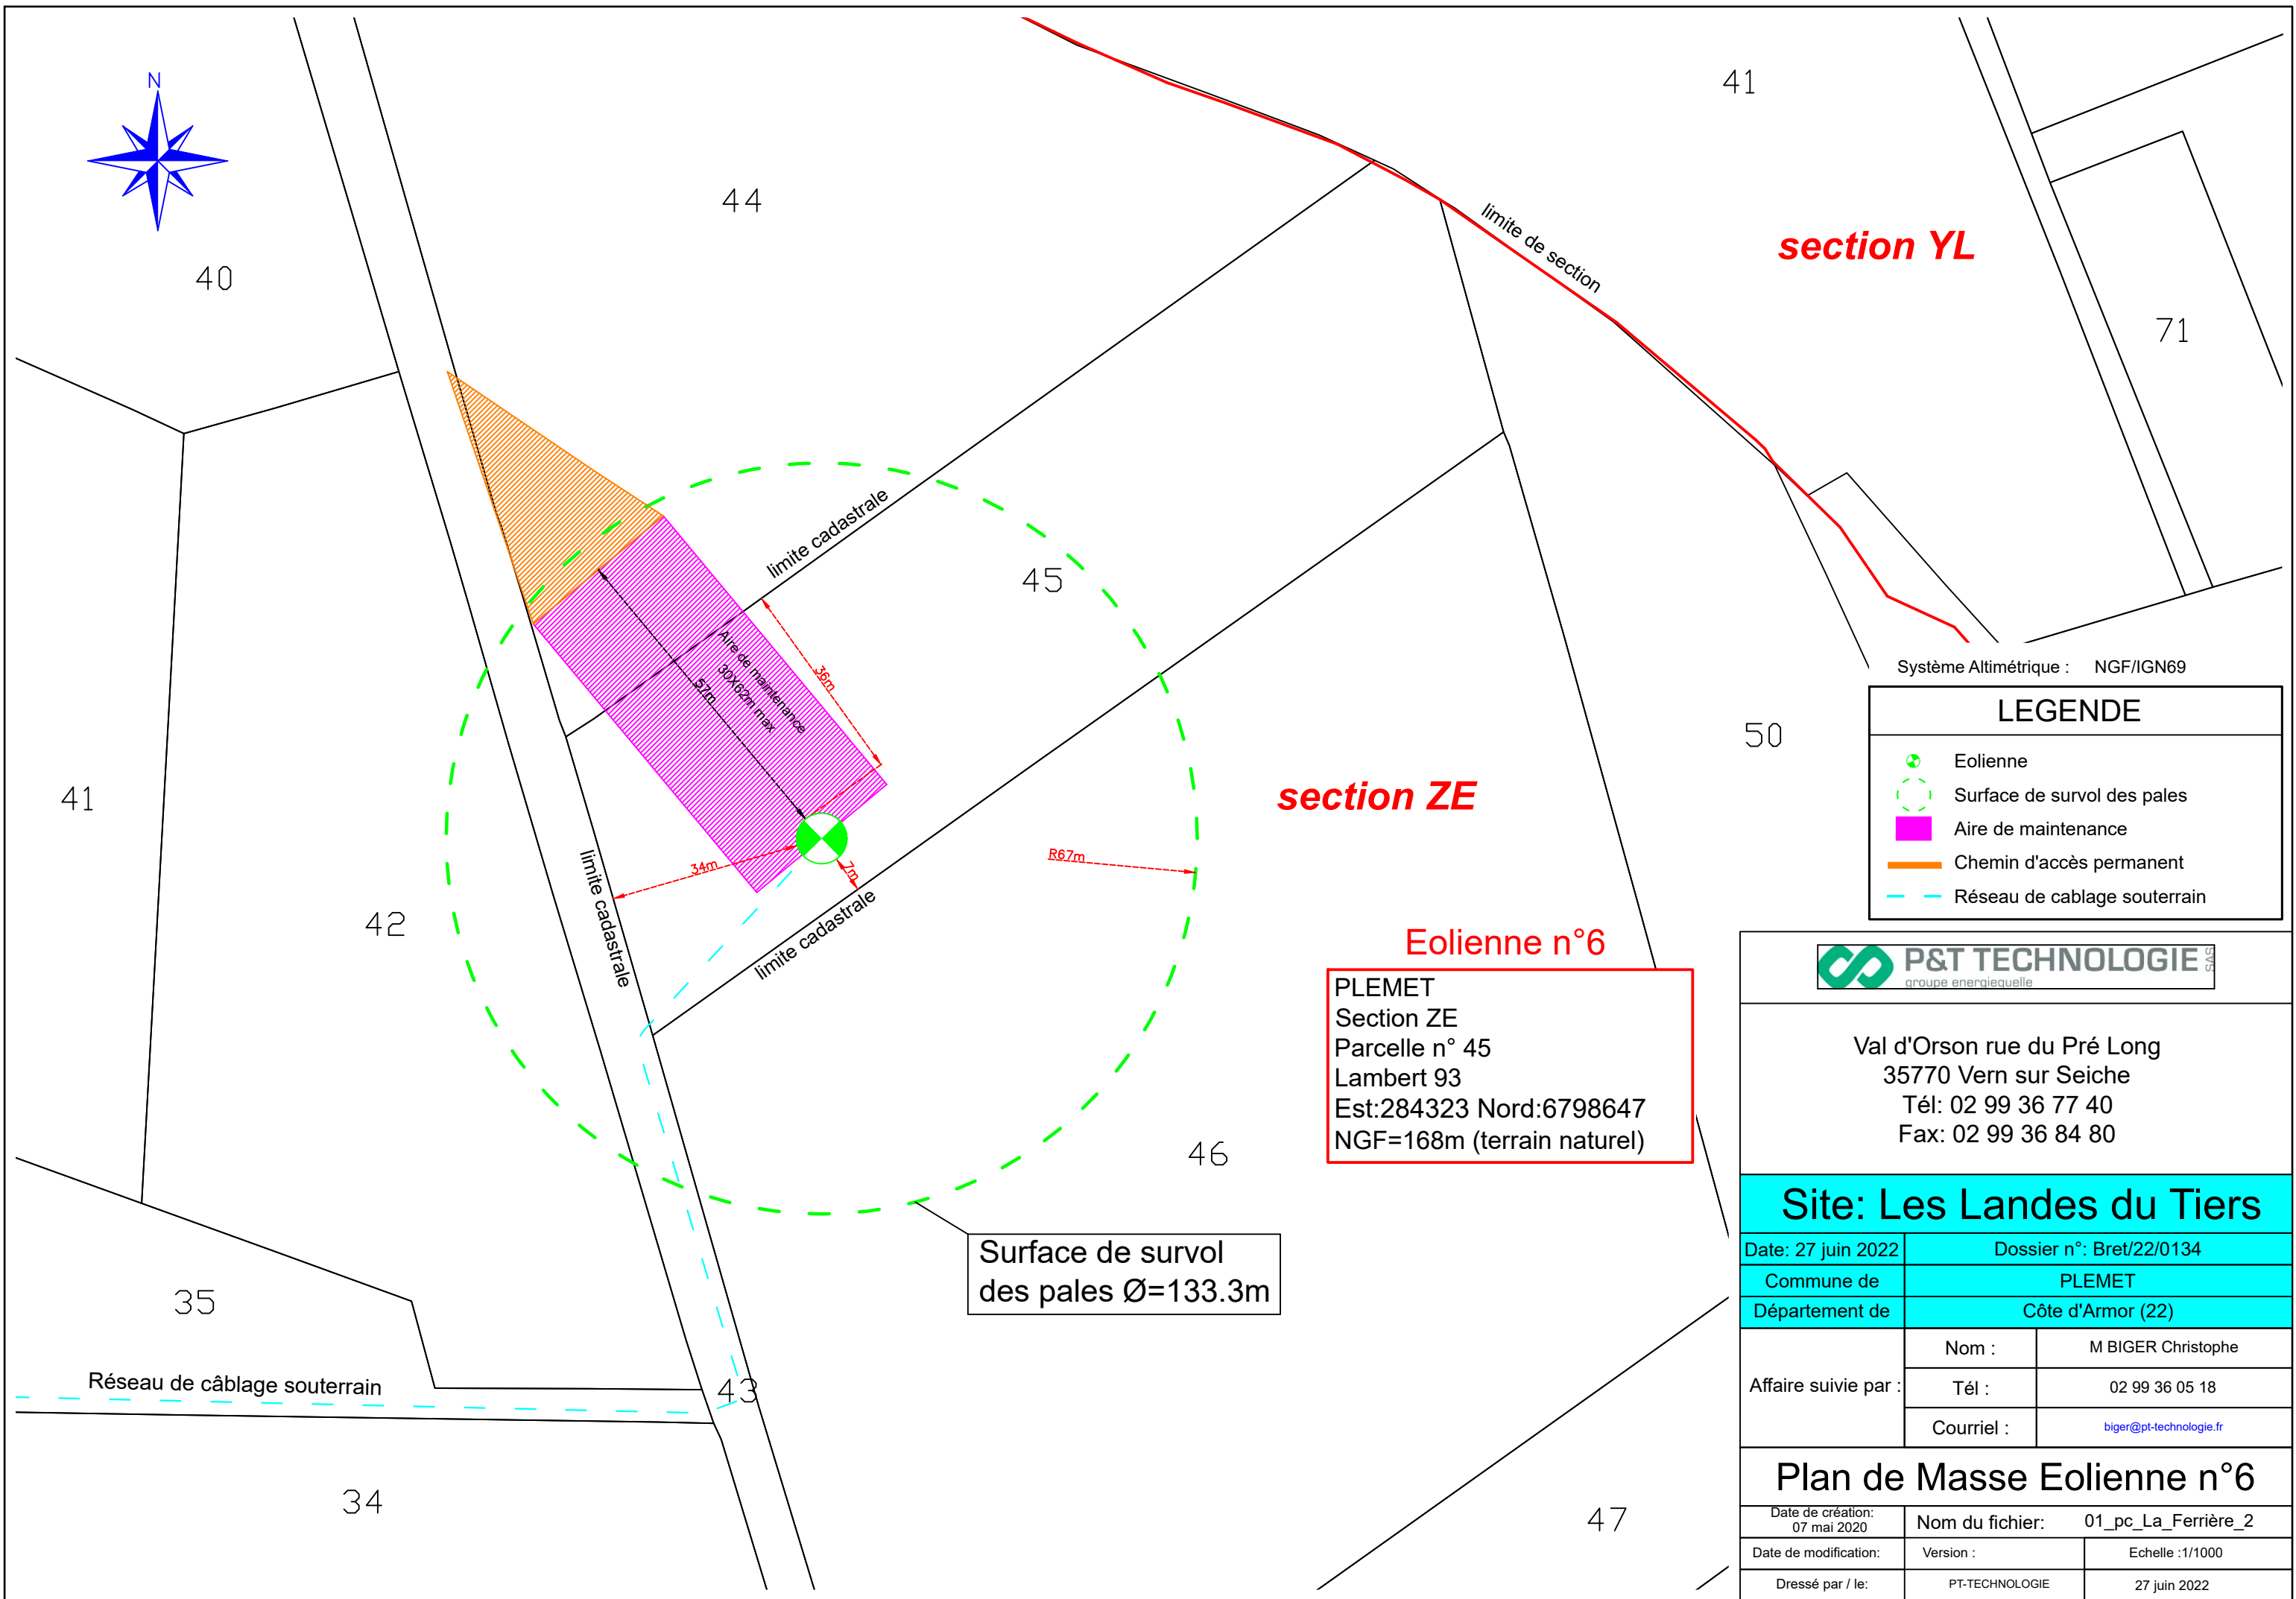 N
41
44
40
limite de section
section YL
71
limite cadastrale
45
Aire de maintenance
30X62m max
57m
36m
Système Altimétrique : NGF/IGN69
LEGENDE
Eolienne
Surface de survol des pales
Aire de maintenance
Chemin d'accès permanent
Réseau de cablage souterrain
50
41
section ZE
34m
7m
R67m
limite cadastrale
limite cadastrale
42
Eolienne n°6
PLEMET
Section ZE
Parcelle n° 45
Lambert 93
Est:284323 Nord:6798647
NGF=168m (terrain naturel)
46
Surface de survol
des pales Ø=133.3m
35
Réseau de câblage souterrain
43
34
47
P&T TECHNOLOGIE SAS
groupe energiequelle
Val d'Orson rue du Pré Long
35770 Vern sur Seiche
Tél: 02 99 36 77 40
Fax: 02 99 36 84 80
Site: Les Landes du Tiers
Date: 27 juin 2022 Dossier n°: Bret/22/0134
Commune de PLEMET
Département de Côte d'Armor (22)
Affaire suivie par :
Nom : M BIGER Christophe
Tél : 02 99 36 05 18
Courriel : biger@pt-technologie.fr
Plan de Masse Eolienne n°6
Date de création:
07 mai 2020
Nom du fichier: 01_pc_La_Ferrière_2
Date de modification: Version : Echelle :1/1000
Dressé par / le: PT-TECHNOLOGIE 27 juin 2022